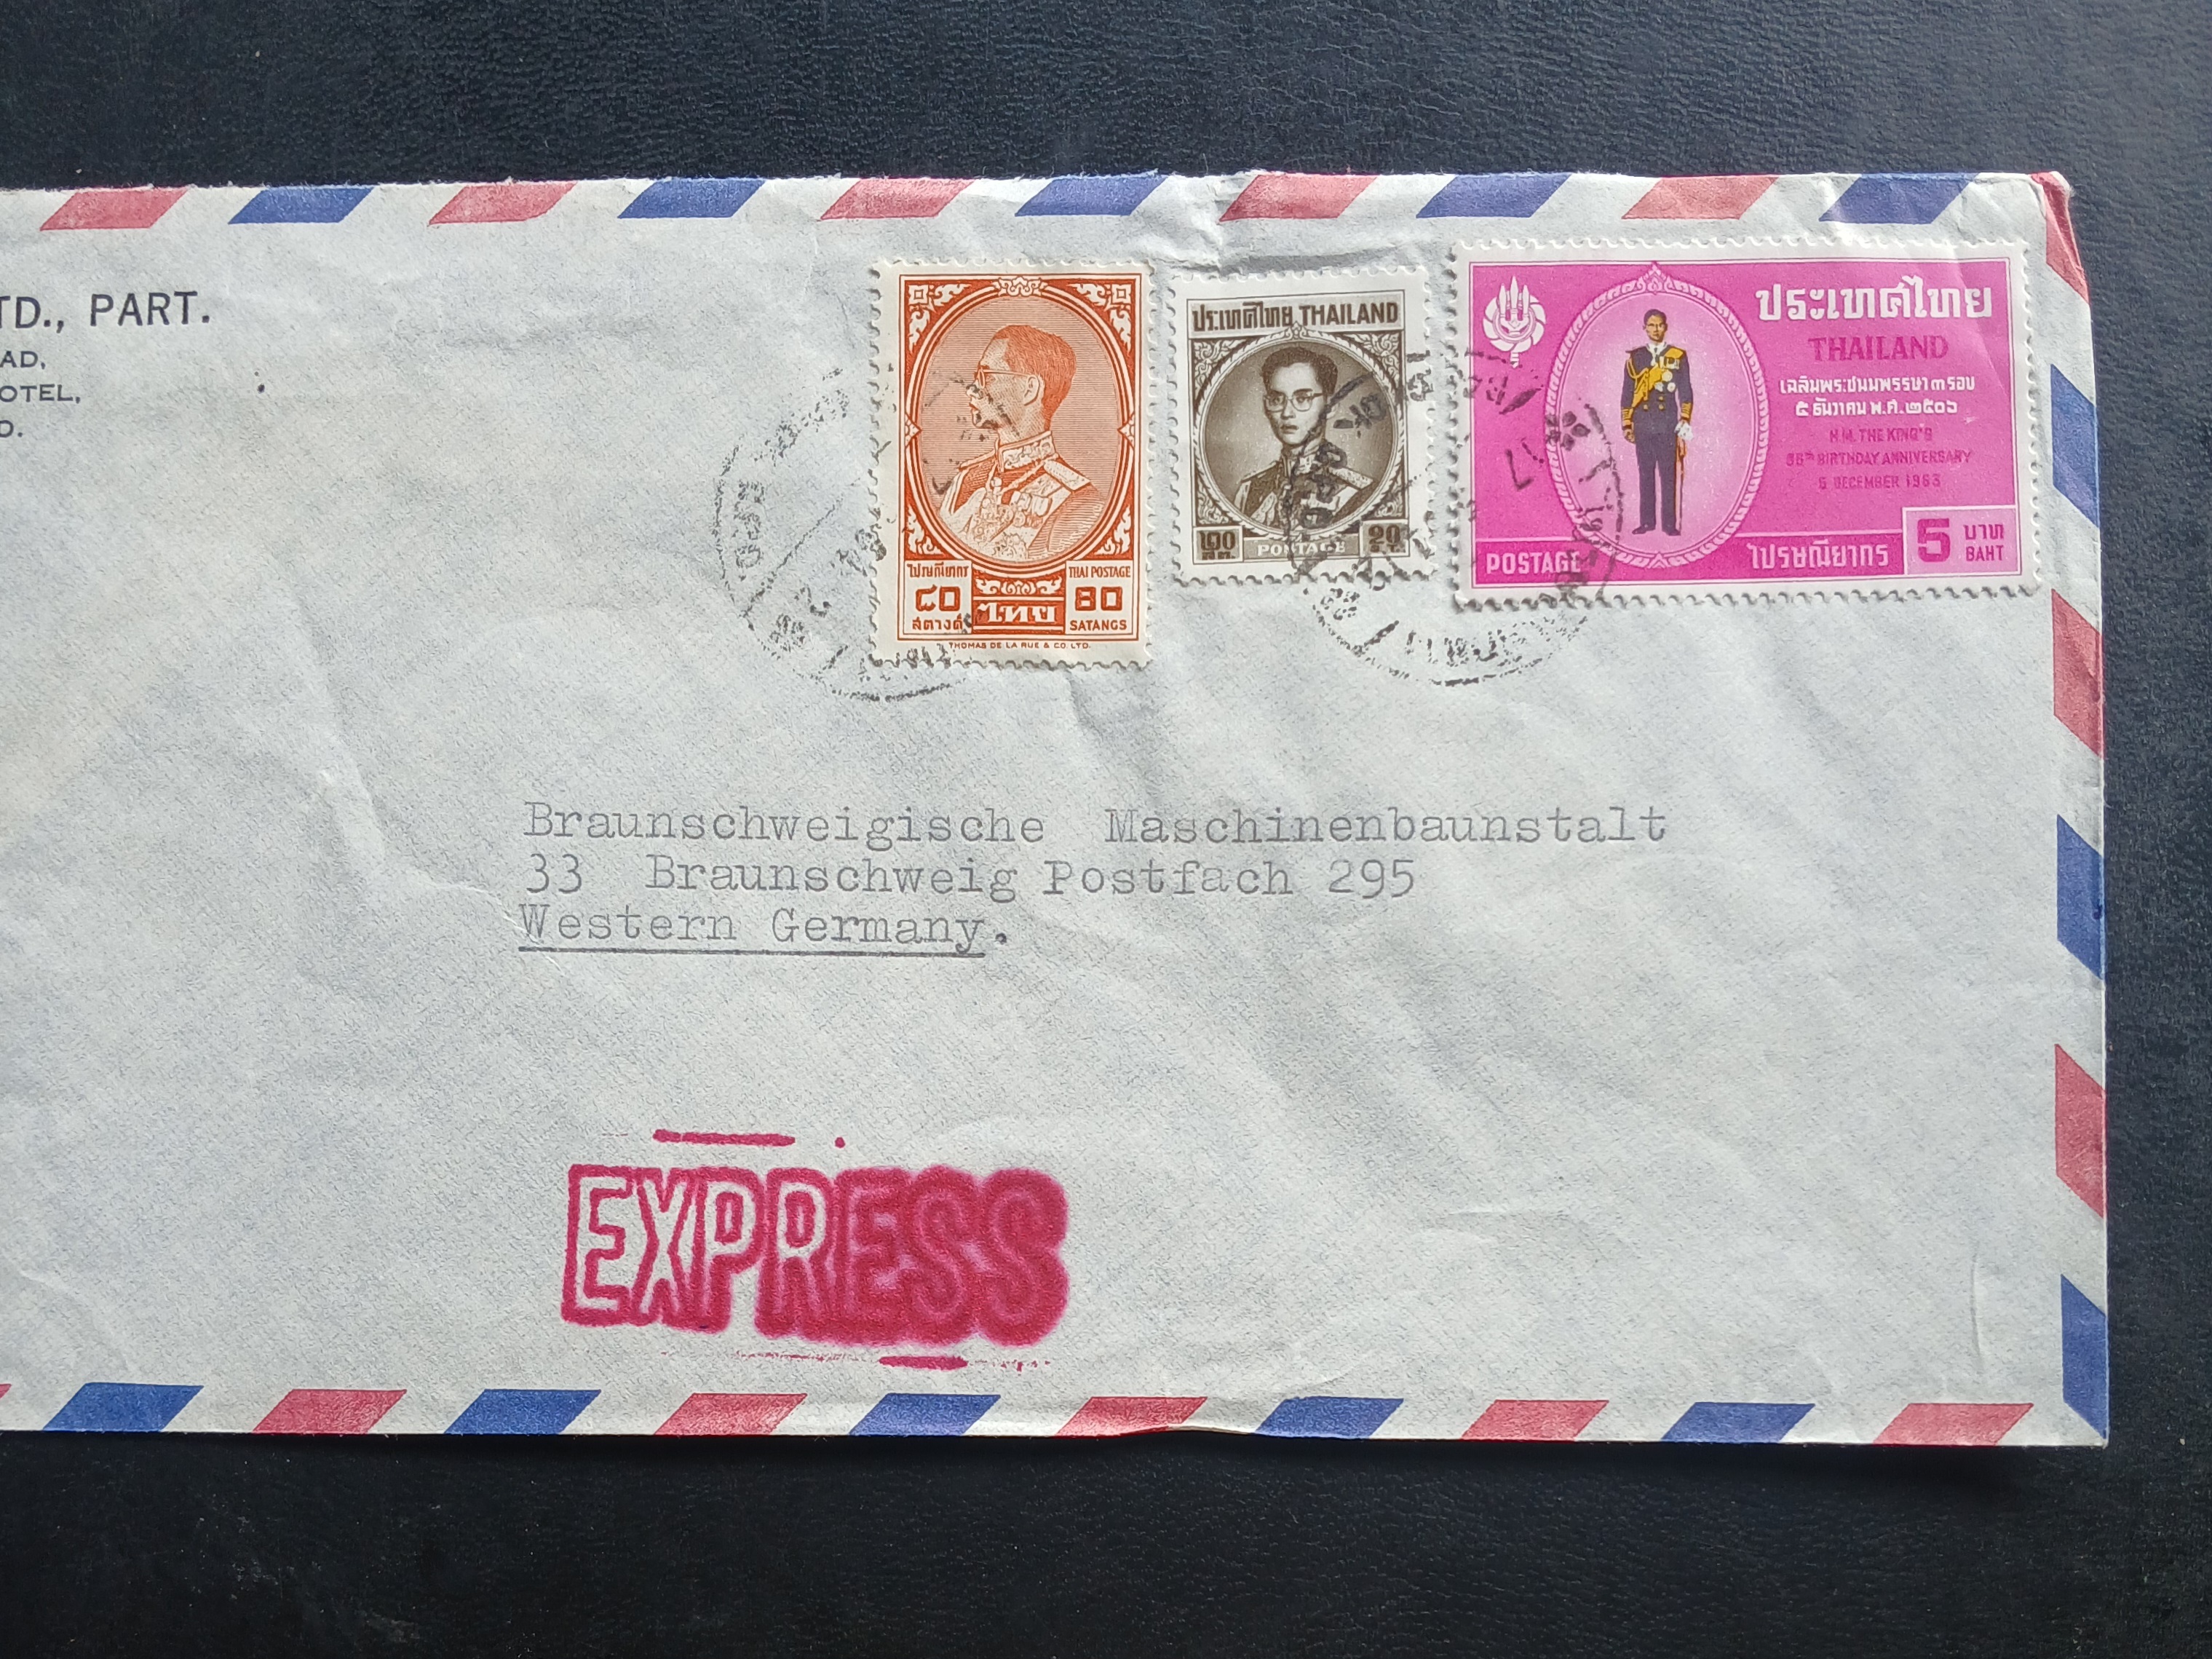 TD., PART.
AD,
OTEL,
O.
ไปรษณียากร THAI POSTAGE
๘๐ ไทย 80
สตางค์ SATANGS
THOMAS DE LA RUE & CO. LTD.
ประเทศไทย THAILAND
๒๐ สต. POSTAGE
ประเทศไทย
THAILAND
เฉลิมพระชนมพรรษา ๓ รอบ
๕ ธันวาคม พ.ศ. ๒๕๐๖
H.M. THE KING'S
36TH BIRTHDAY ANNIVERSARY
5 DECEMBER 1963
POSTAGE ไปรษณียากร 5 บาท
BAHT
Braunschweigische Maschinenbaunstalt
33 Braunschweig Postfach 295
Western Germany.
EXPRESS